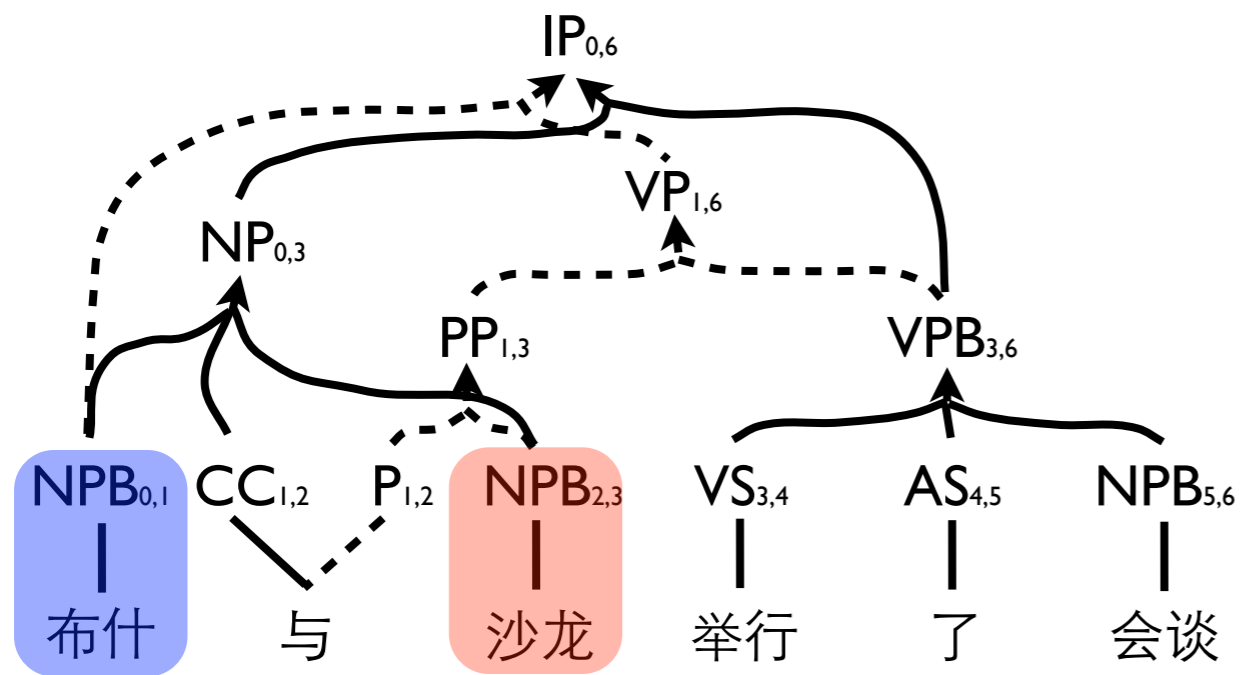 IP0,6
VP1,6
NP0,3
PP1,3 VPB3,6
NPB0,1 CC1,2 P1,2 NPB2,3 VS3,4 AS4,5 NPB5,6
布什 与 沙龙 举行 了 会谈